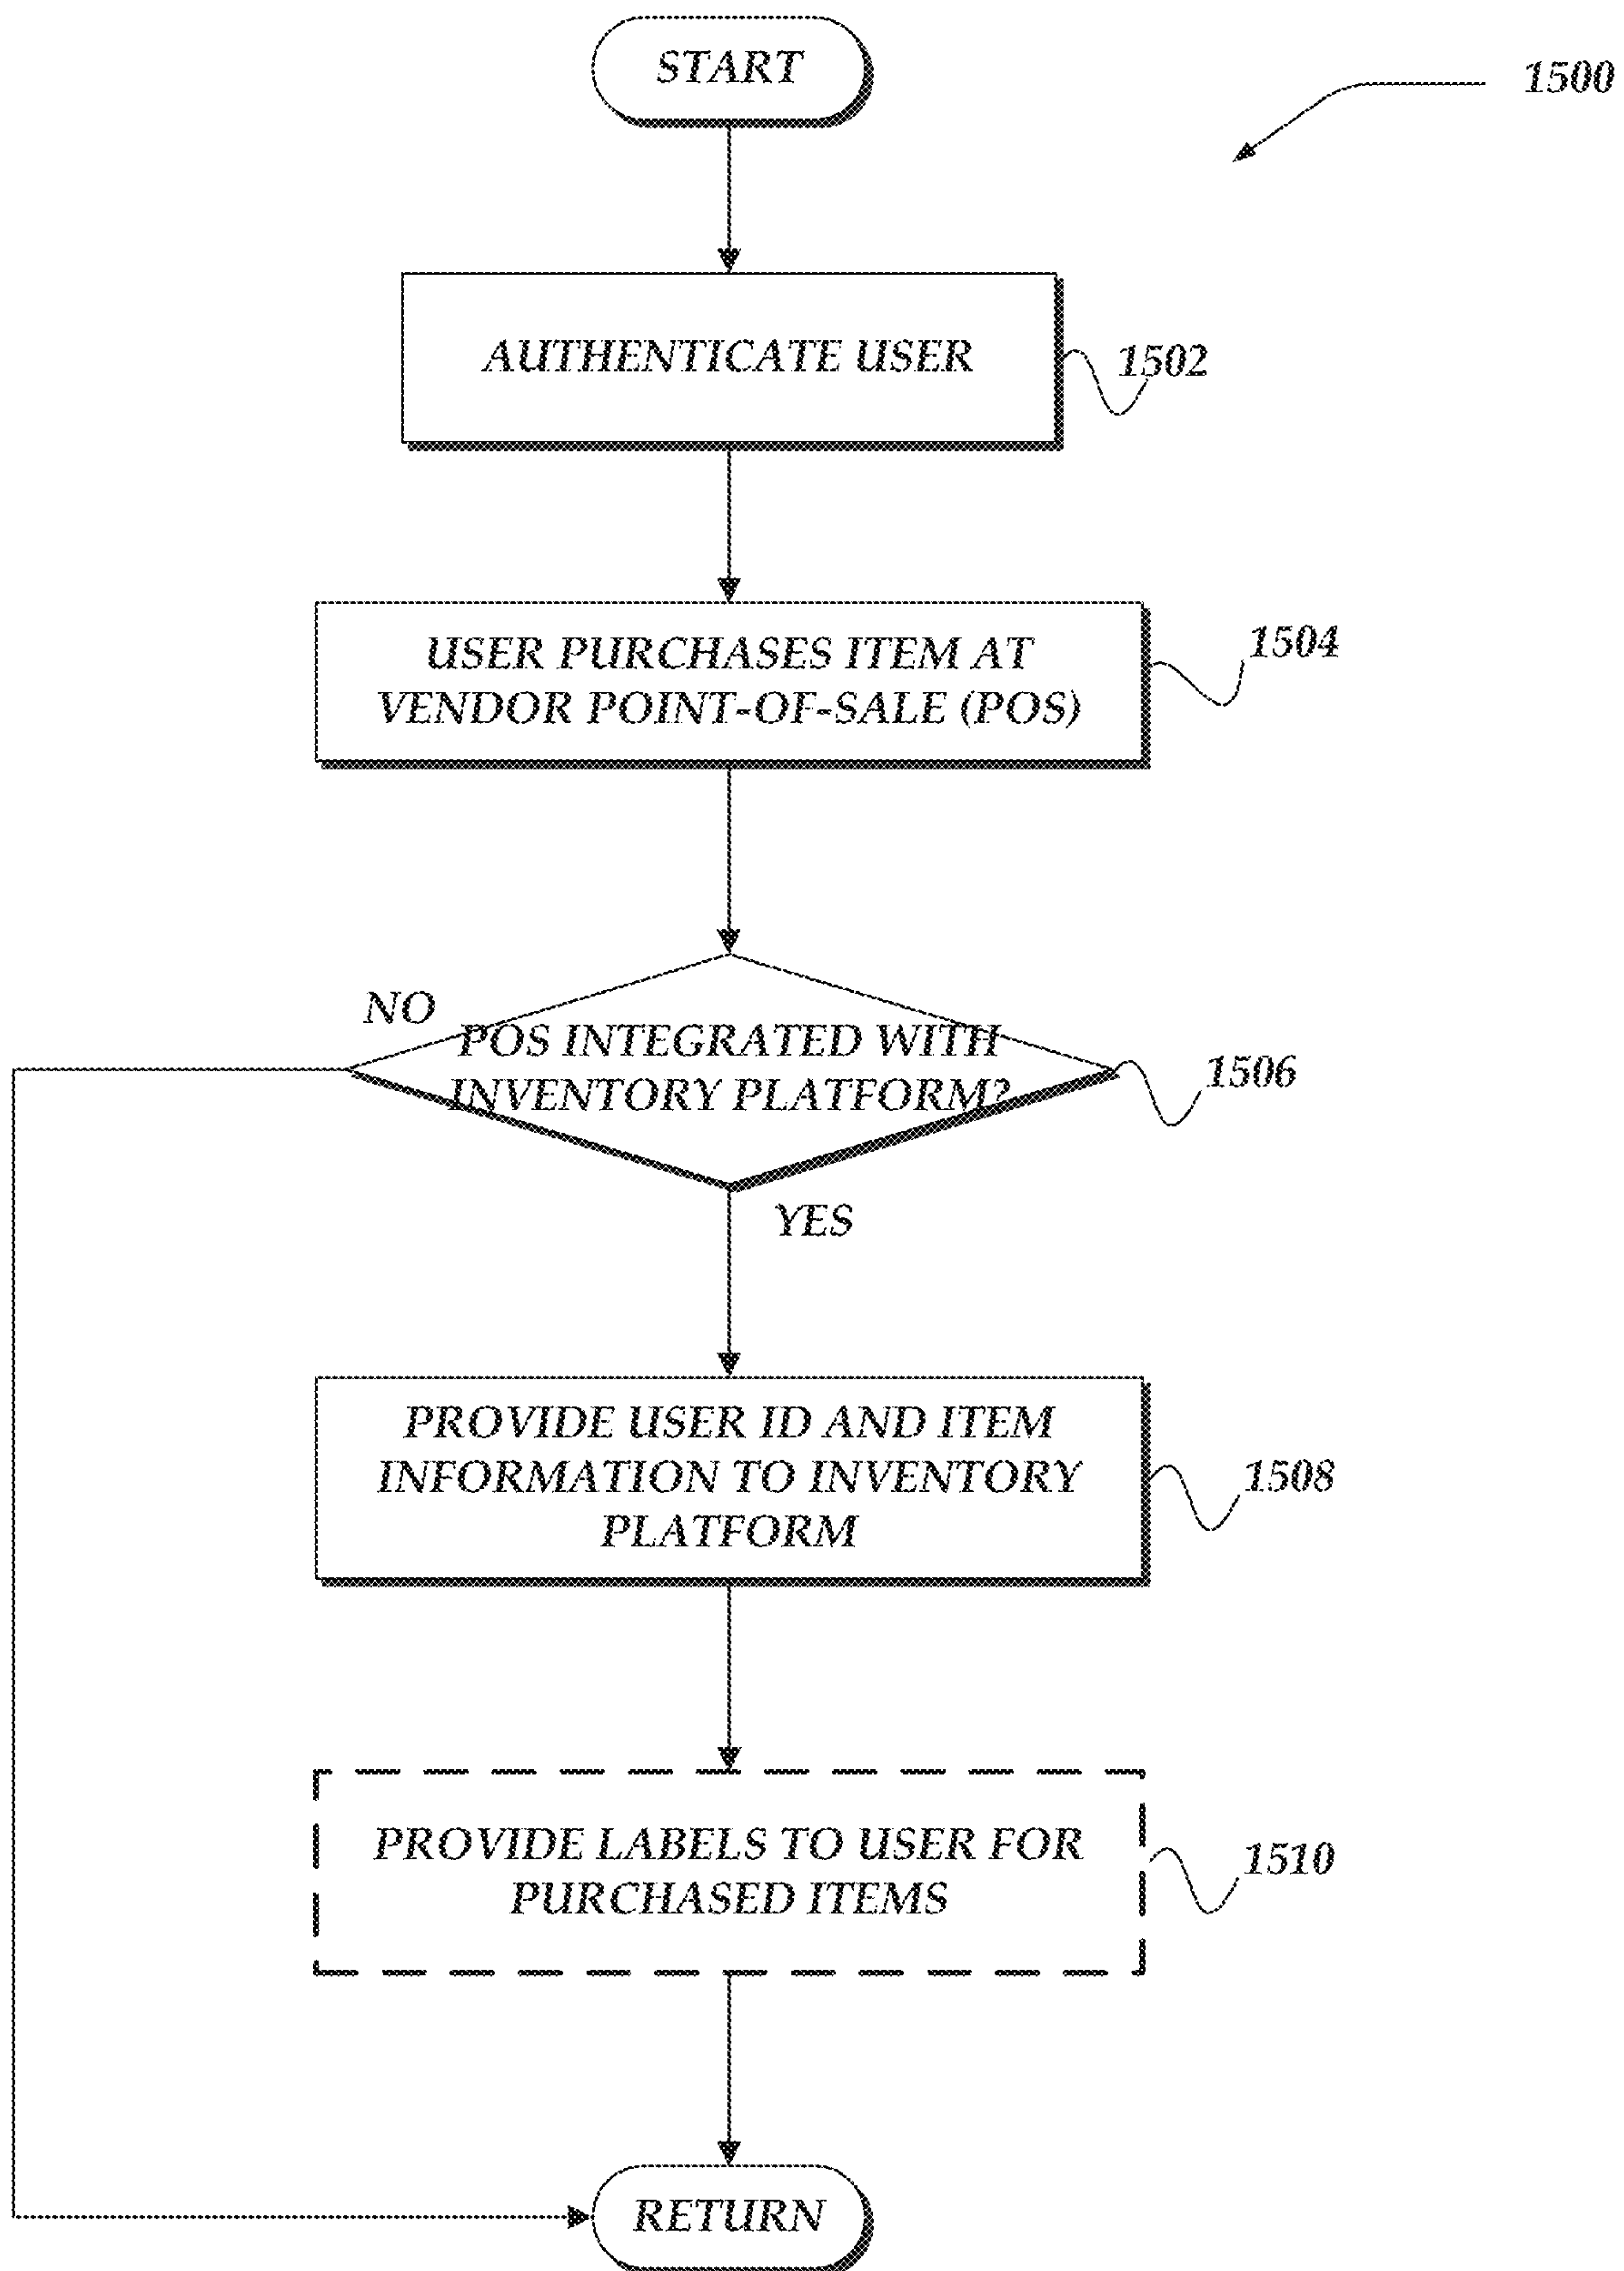 START
1500
AUTHENTICATE USER
1502
USER PURCHASES ITEM AT
VENDOR POINT-OF-SALE (POS)
1504
NO
POS INTEGRATED WITH
INVENTORY PLATFORM?
1506
YES
PROVIDE USER ID AND ITEM
INFORMATION TO INVENTORY
PLATFORM
1508
PROVIDE LABELS TO USER FOR
PURCHASED ITEMS
1510
RETURN